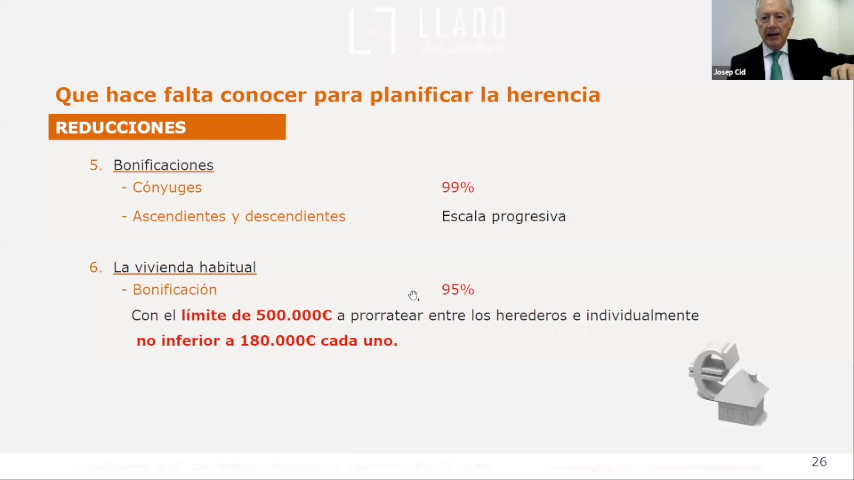 LLADO
Josep Cid
Que hace falta conocer para planificar la herencia
REDUCCIONES
5. Bonificaciones
- Cónyuges 99%
- Ascendientes y descendientes Escala progresiva
6. La vivienda habitual
- Bonificación 95%
Con el límite de 500.000€ a prorratear entre los herederos e individualmente
no inferior a 180.000€ cada uno.
26